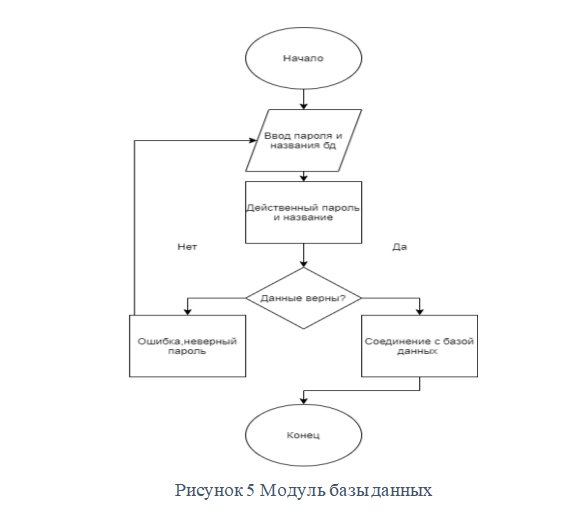 Начало
Ввод пароля и
названия бд
Действенный пароль
и название
Нет
Да
Данные верны?
Ошибка,неверный
пароль
Соединение с базой
данных
Конец
Рисунок 5 Модуль базы данных